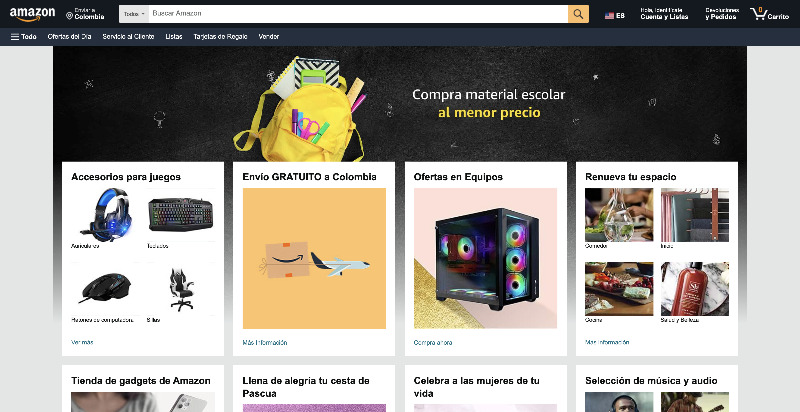 amazon
Enviar a
Colombia
Todos
Buscar Amazon
ES
Hola, Identifícate
Cuenta y Listas
Devoluciones
y Pedidos
0
Carrito
Todo
Ofertas del Día
Servicio al Cliente
Listas
Tarjetas de Regalo
Vender
Compra material escolar
al menor precio
Accesorios para juegos
Auriculares
Teclados
Ratones de computadora
Sillas
Ver más
Envío GRATUITO a Colombia
Más información
Ofertas en Equipos
Compra ahora
Renueva tu espacio
Comedor
Inicio
Cocina
Salud y Belleza
Más información
Tienda de gadgets de Amazon
Llena de alegría tu cesta de
Pascua
Celebra a las mujeres de tu
vida
Selección de música y audio